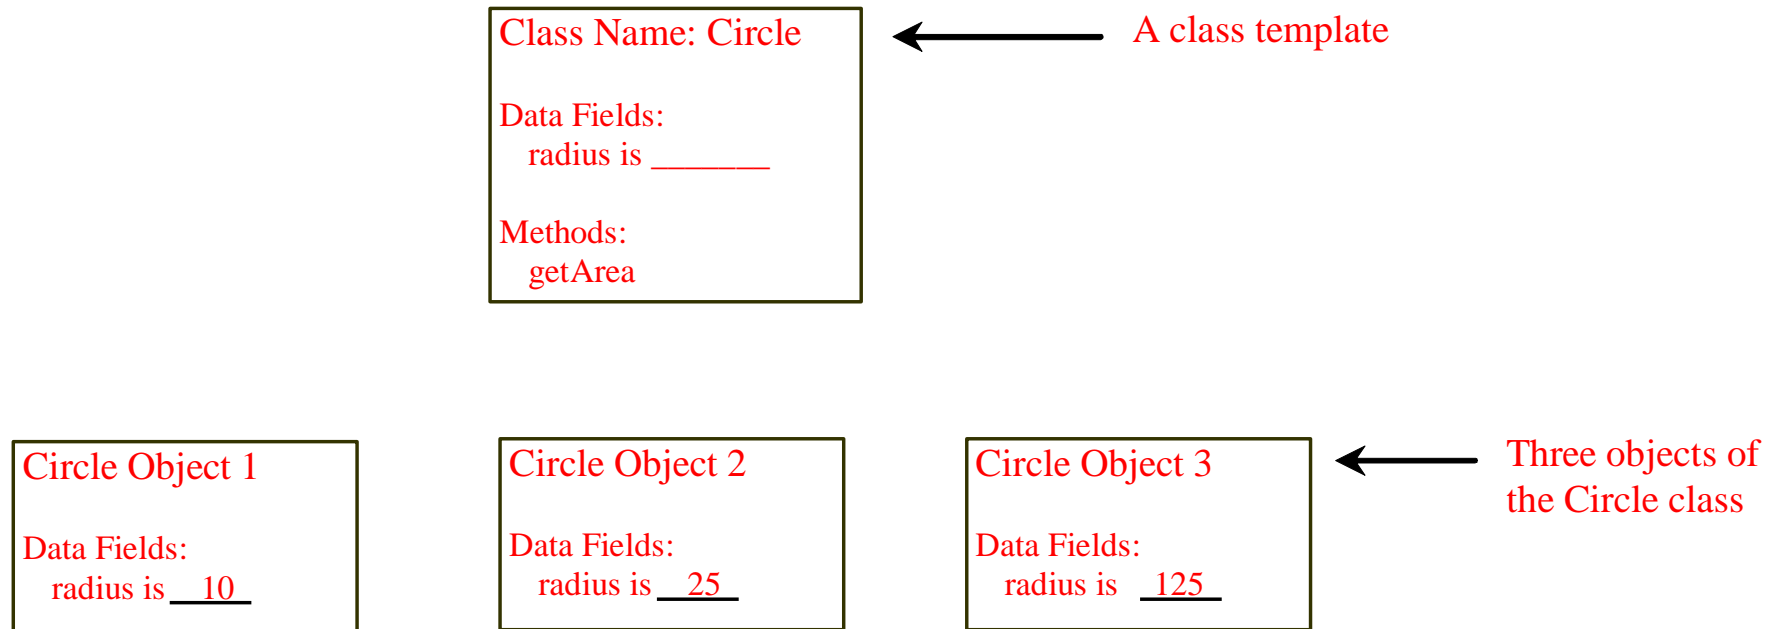 Class Name: Circle
A class template
Data Fields:
radius is _______
Methods:
getArea
Circle Object 1
Data Fields:
radius is 10
Circle Object 2
Data Fields:
radius is 25
Circle Object 3
Data Fields:
radius is 125
Three objects of
the Circle class